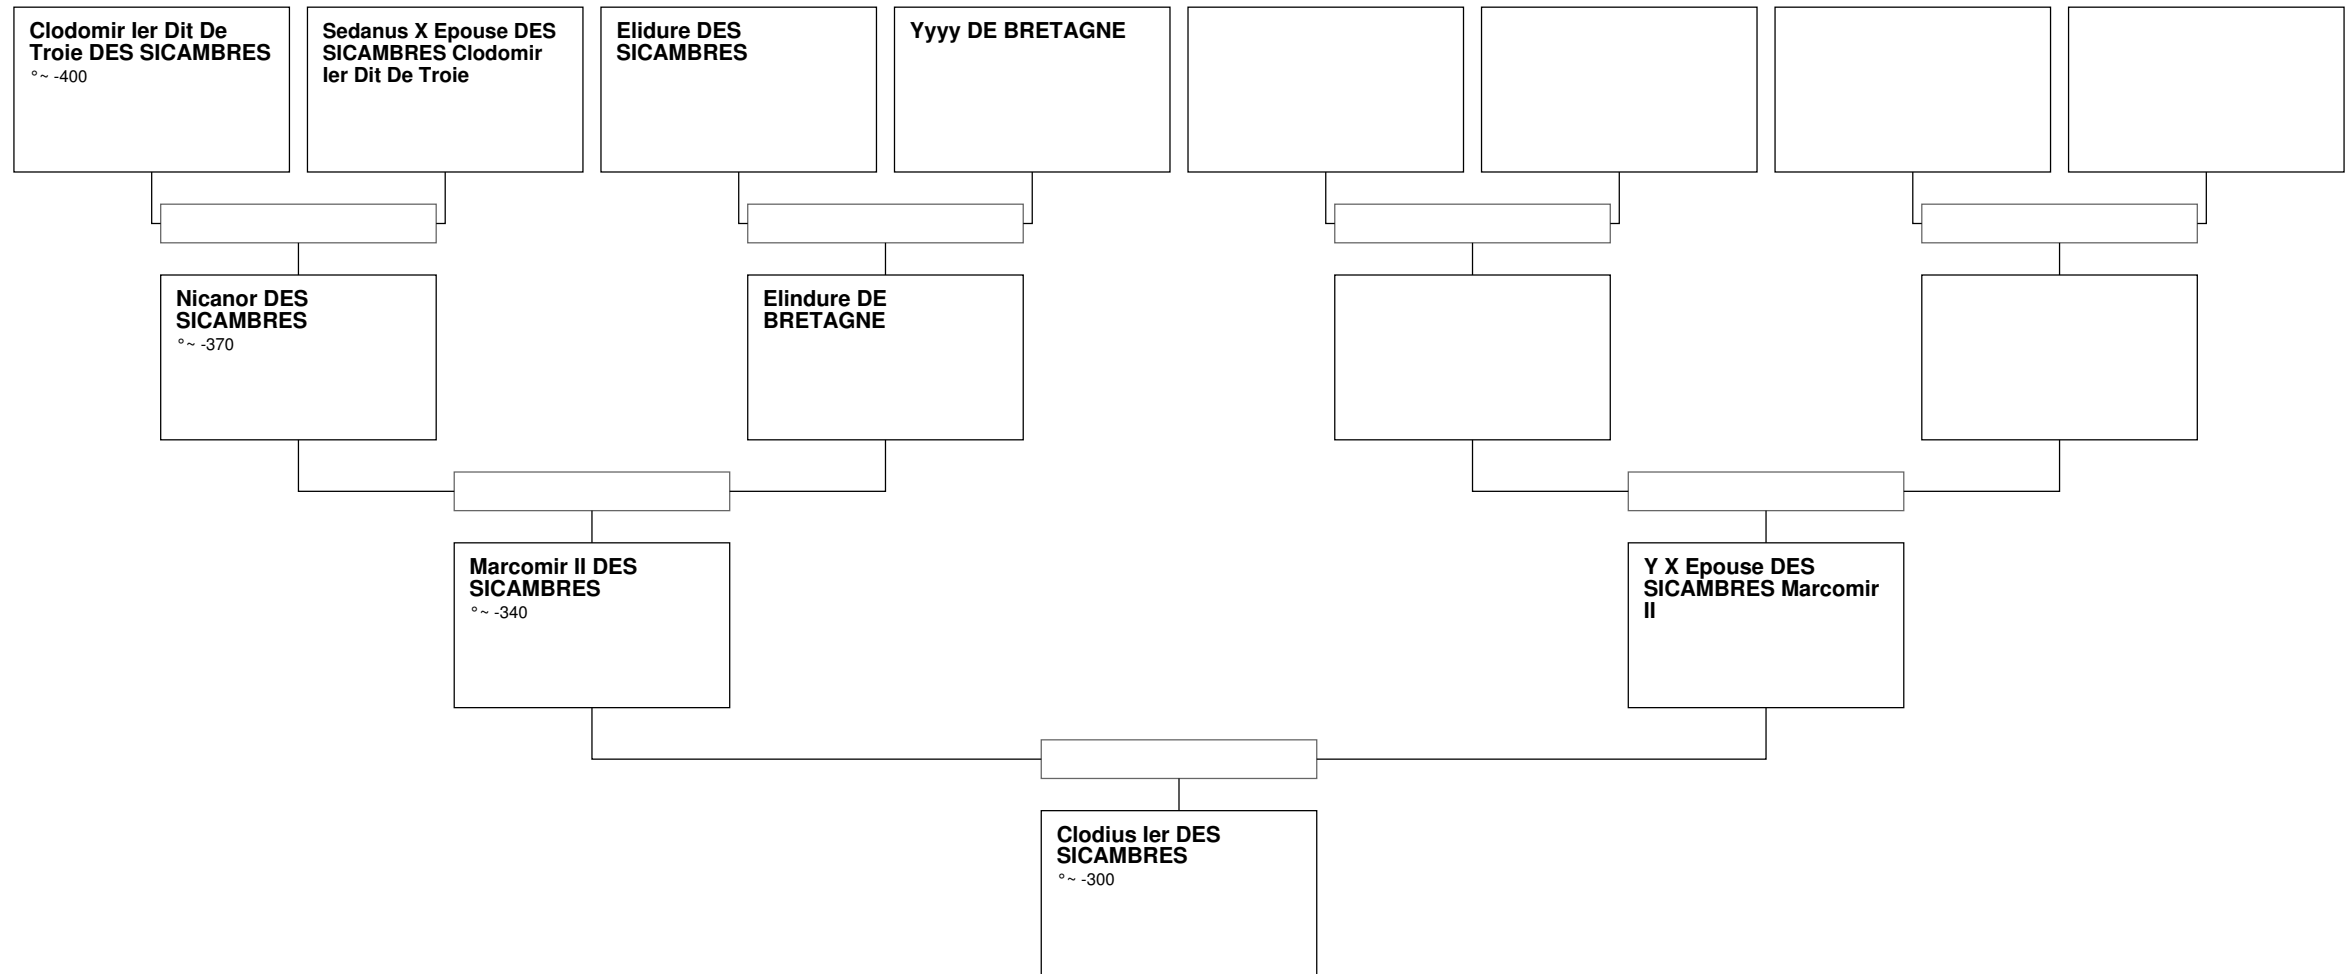 Clodomir Ier Dit De
Troie DES SICAMBRES
°~ -400
Sedanus X Epouse DES
SICAMBRES Clodomir
Ier Dit De Troie
Elidure DES
SICAMBRES
Yyyy DE BRETAGNE
Nicanor DES
SICAMBRES
°~ -370
Elindure DE
BRETAGNE
Marcomir II DES
SICAMBRES
°~ -340
Y X Epouse DES
SICAMBRES Marcomir
II
Clodius Ier DES
SICAMBRES
°~ -300